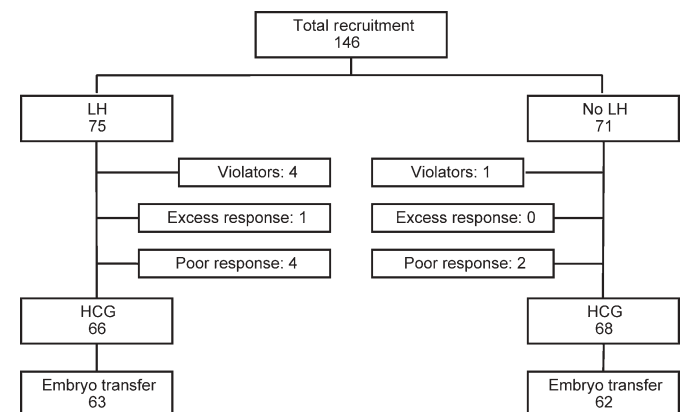 Total recruitment
146
LH
75
No LH
71
Violators: 4
Violators: 1
Excess response: 1
Excess response: 0
Poor response: 4
Poor response: 2
HCG
66
HCG
68
Embryo transfer
63
Embryo transfer
62